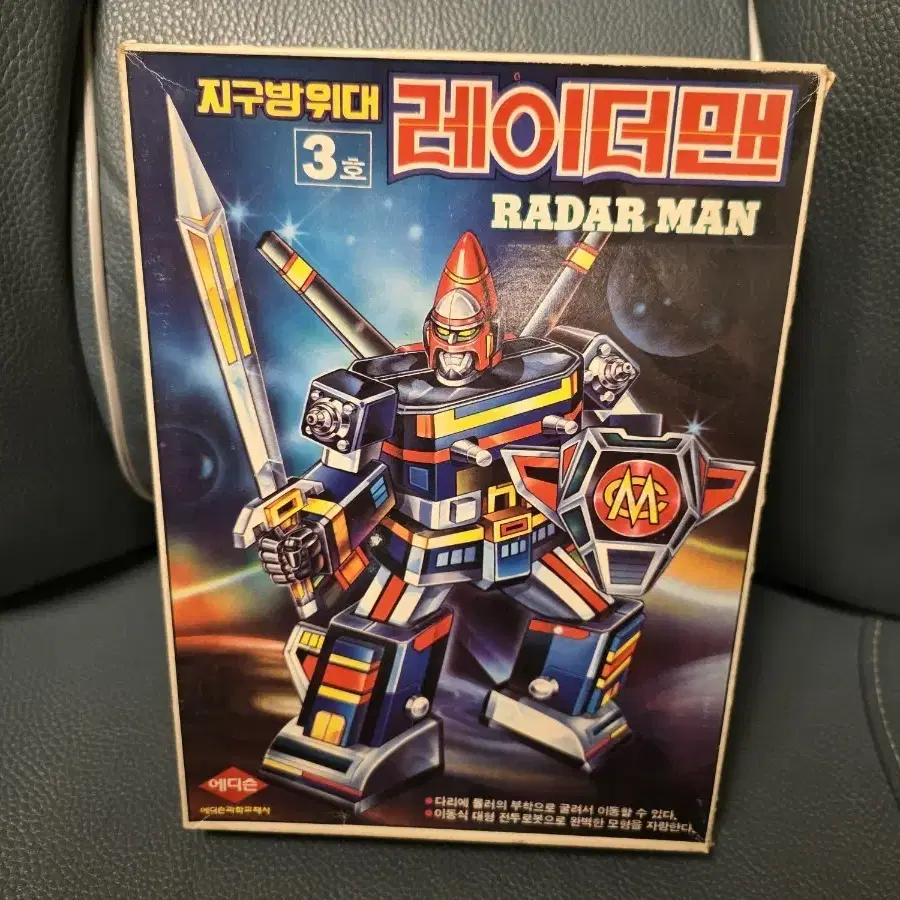 지구방위대
3호
레이더맨
RADAR MAN
에디슨
에디슨과학교재사
• 다리에 롤러의 부착으로 굴려서 이동할 수 있다.
• 이동식 대형 전투로봇으로 완벽한 모형을 자랑한다.